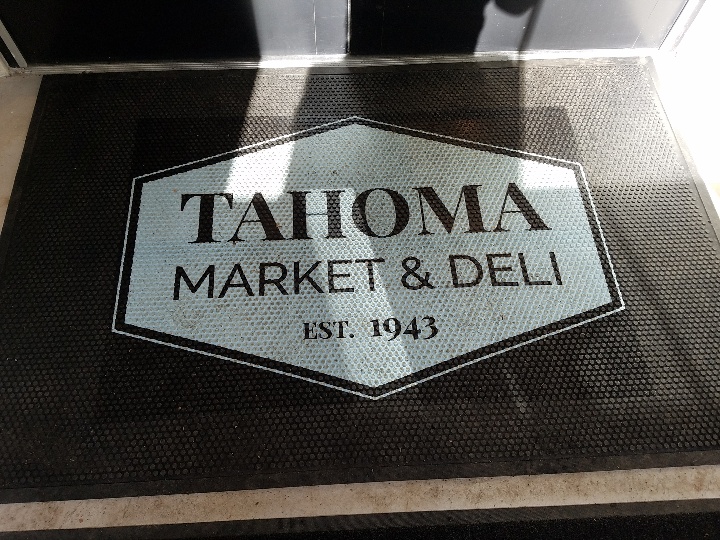 TAHOMA
MARKET & DELI
EST. 1943